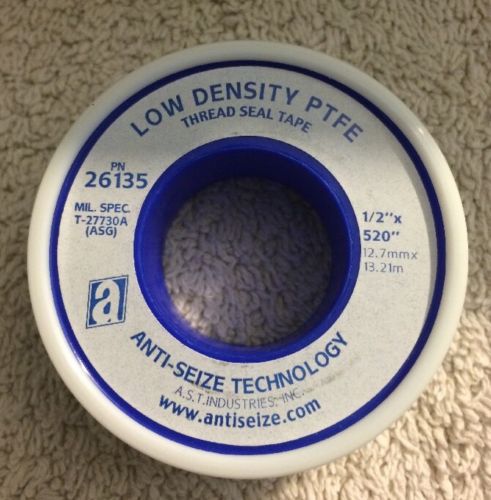 LOW DENSITY PTFE
THREAD SEAL TAPE
PN
26135
MIL. SPEC.
T-27730A
(ASG)
1/2"x
520"
12.7mmx
13.21m
a
ANTI-SEIZE TECHNOLOGY
A.S.T. INDUSTRIES, INC.
www.antiseize.com